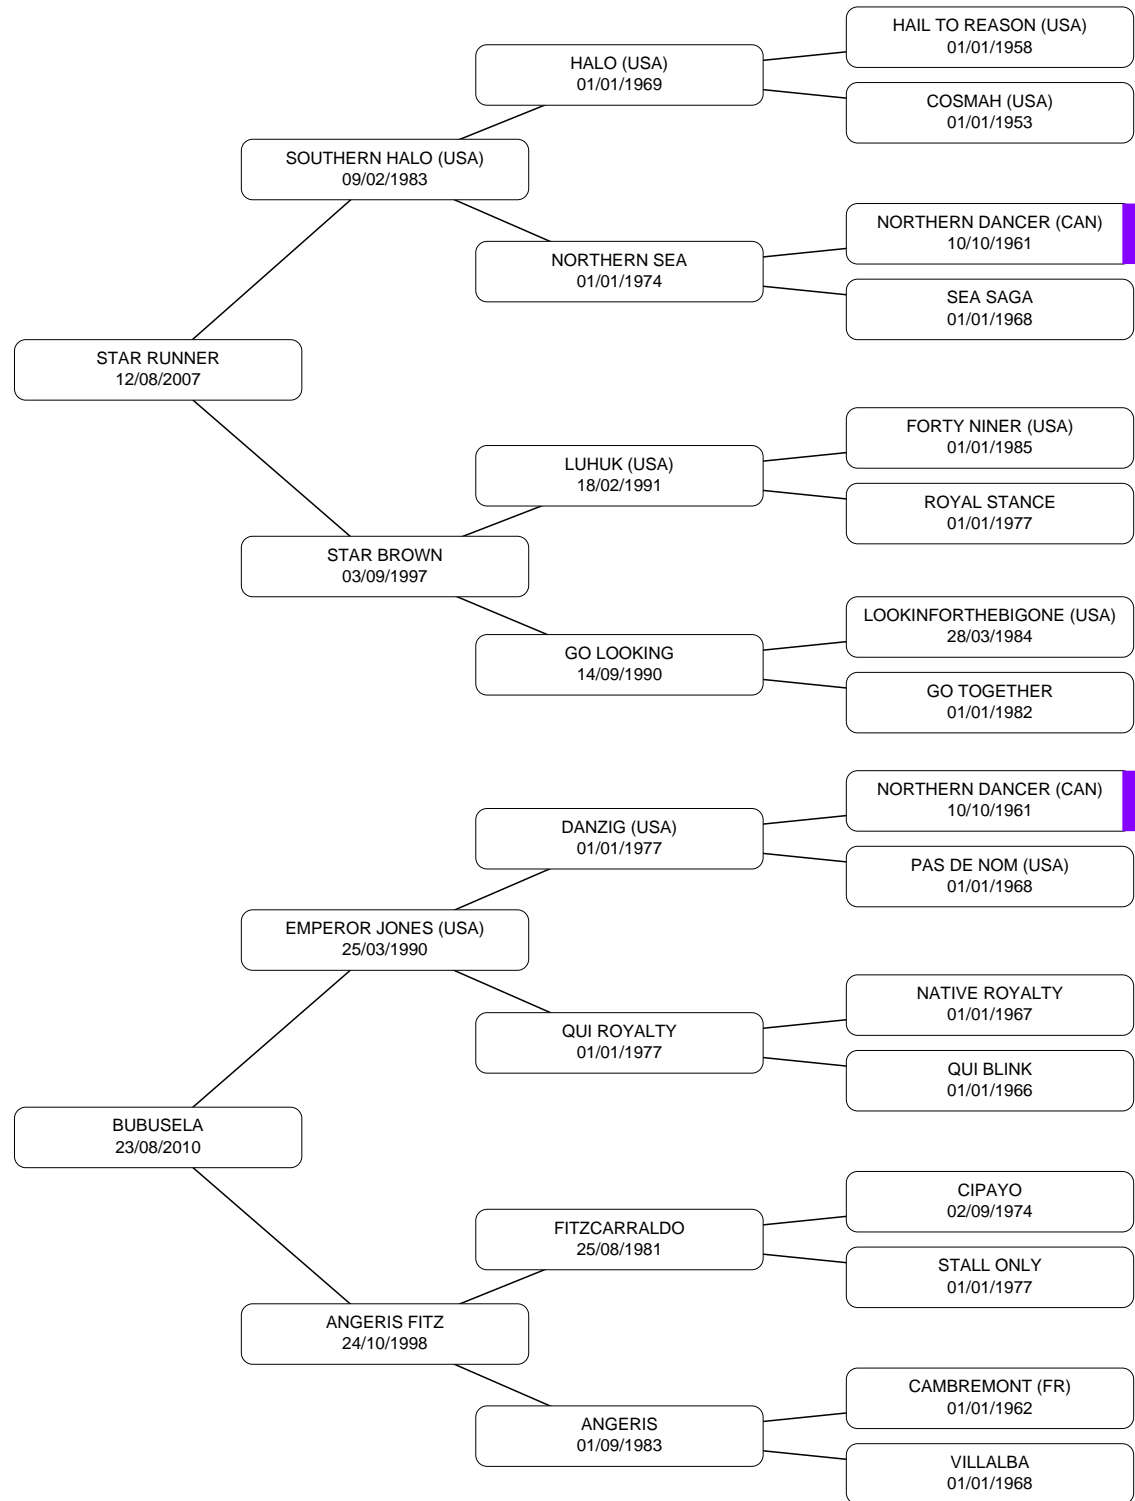 HAIL TO REASON (USA)
01/01/1958
HALO (USA)
01/01/1969
COSMAH (USA)
01/01/1953
SOUTHERN HALO (USA)
09/02/1983
NORTHERN DANCER (CAN)
10/10/1961
NORTHERN SEA
01/01/1974
SEA SAGA
01/01/1968
STAR RUNNER
12/08/2007
FORTY NINER (USA)
01/01/1985
LUHUK (USA)
18/02/1991
ROYAL STANCE
01/01/1977
STAR BROWN
03/09/1997
LOOKINFORTHEBIGONE (USA)
28/03/1984
GO LOOKING
14/09/1990
GO TOGETHER
01/01/1982
NORTHERN DANCER (CAN)
10/10/1961
DANZIG (USA)
01/01/1977
PAS DE NOM (USA)
01/01/1968
EMPEROR JONES (USA)
25/03/1990
NATIVE ROYALTY
01/01/1967
QUI ROYALTY
01/01/1977
QUI BLINK
01/01/1966
BUBUSELA
23/08/2010
CIPAYO
02/09/1974
FITZCARRALDO
25/08/1981
STALL ONLY
01/01/1977
ANGERIS FITZ
24/10/1998
CAMBREMONT (FR)
01/01/1962
ANGERIS
01/09/1983
VILLALBA
01/01/1968